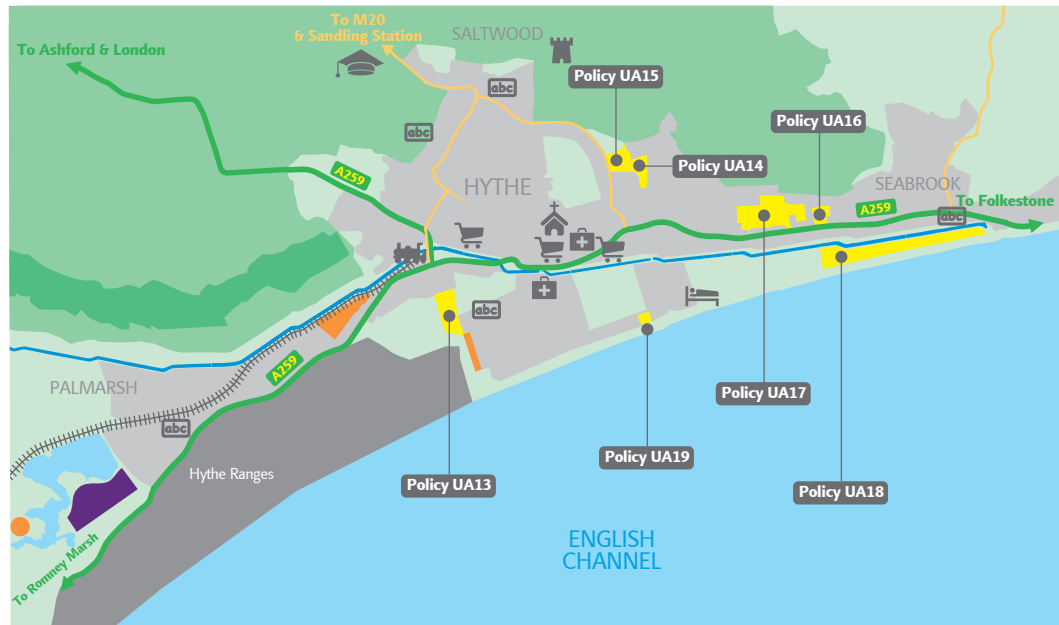 To M20
& Sandling Station
SALTWOOD
To Ashford & London
Policy UA15
abc
Policy UA16
abc
Policy UA14
A259
HYTHE
SEABROOK
To Folkestone
A259
abc
abc
A259
PALMARSH
Policy UA17
abc
Hythe Ranges
Policy UA19
Policy UA13
Policy UA18
ENGLISH
CHANNEL
To Romney Marsh